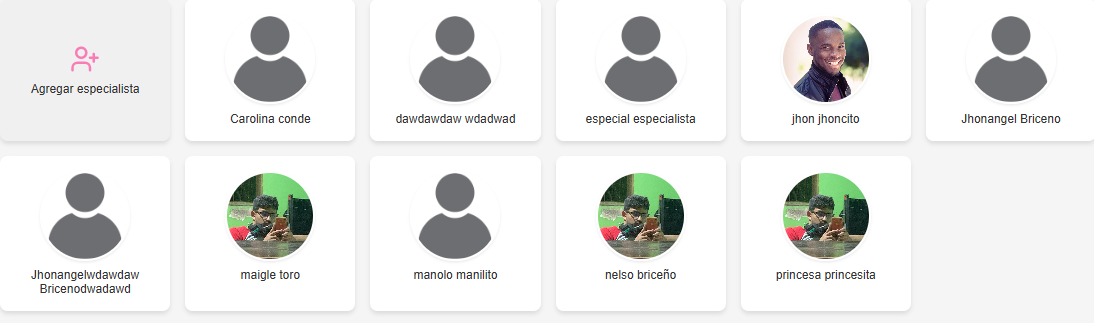 Agregar especialista
Carolina conde
dawdawdaw wdadwad
especial especialista
jhon jhoncito
Jhonangel Briceno
Jhonangelwdawdaw
Bricenodwadawd
maigle toro
manolo manilito
nelso briceño
princesa princesita